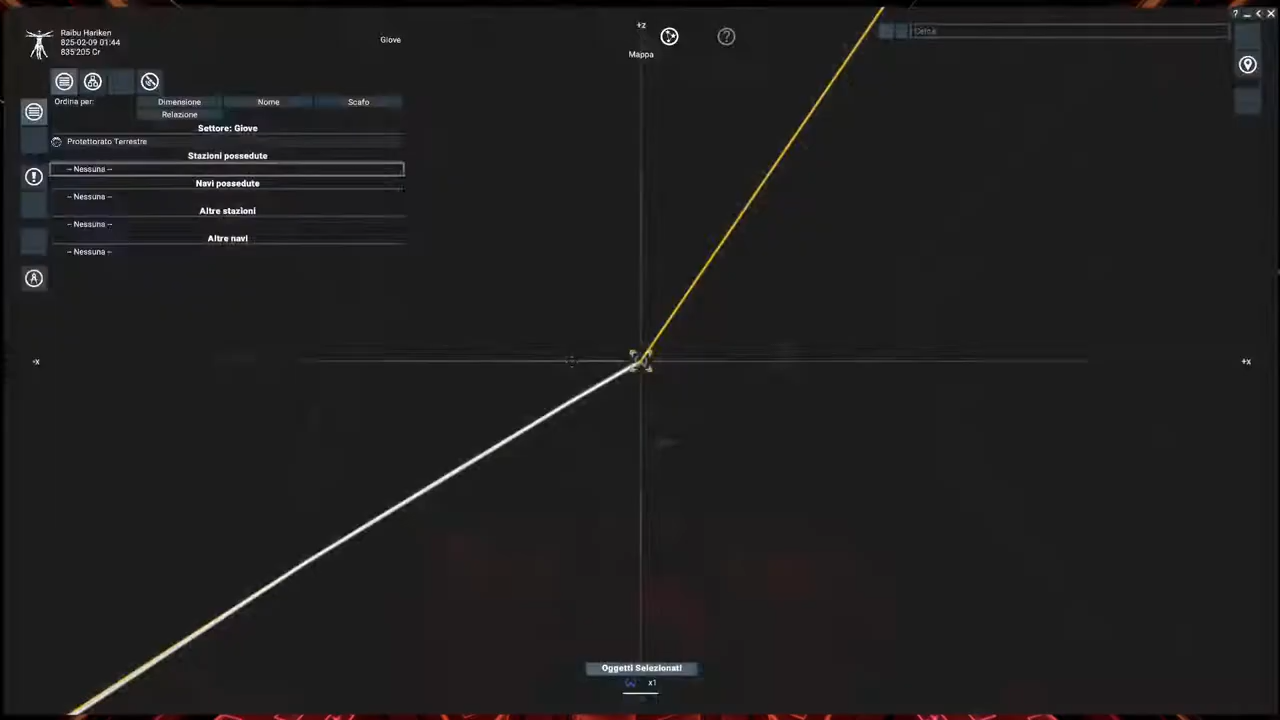 Raibu Hariken
825-02-09 01:44
835'205 Cr
Giove
+z
Mappa
?
? _ < X
Cerca
Ordina per:
Dimensione
Nome
Scafo
Relazione
Settore: Giove
Protettorato Terrestre
Stazioni possedute
-- Nessuna --
Navi possedute
-- Nessuna --
Altre stazioni
-- Nessuna --
Altre navi
-- Nessuna --
-x
+x
Oggetti Selezionati
x1